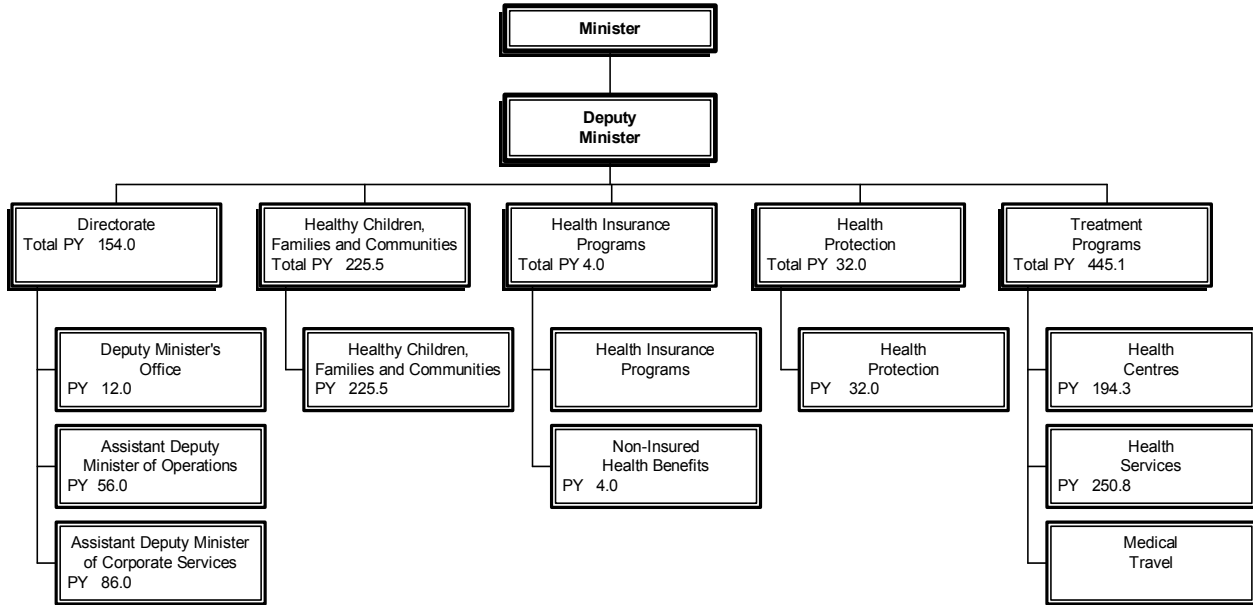 Minister
Deputy
Minister
Directorate
Total PY 154.0
Healthy Children,
Families and Communities
Total PY 225.5
Health Insurance
Programs
Total PY 4.0
Health
Protection
Total PY 32.0
Treatment
Programs
Total PY 445.1
Deputy Minister's
Office
PY 12.0
Healthy Children,
Families and Communities
PY 225.5
Health Insurance
Programs
Health
Protection
PY 32.0
Health
Centres
PY 194.3
Assistant Deputy
Minister of Operations
PY 56.0
Non-Insured
Health Benefits
PY 4.0
Health
Services
PY 250.8
Assistant Deputy Minister
of Corporate Services
PY 86.0
Medical
Travel